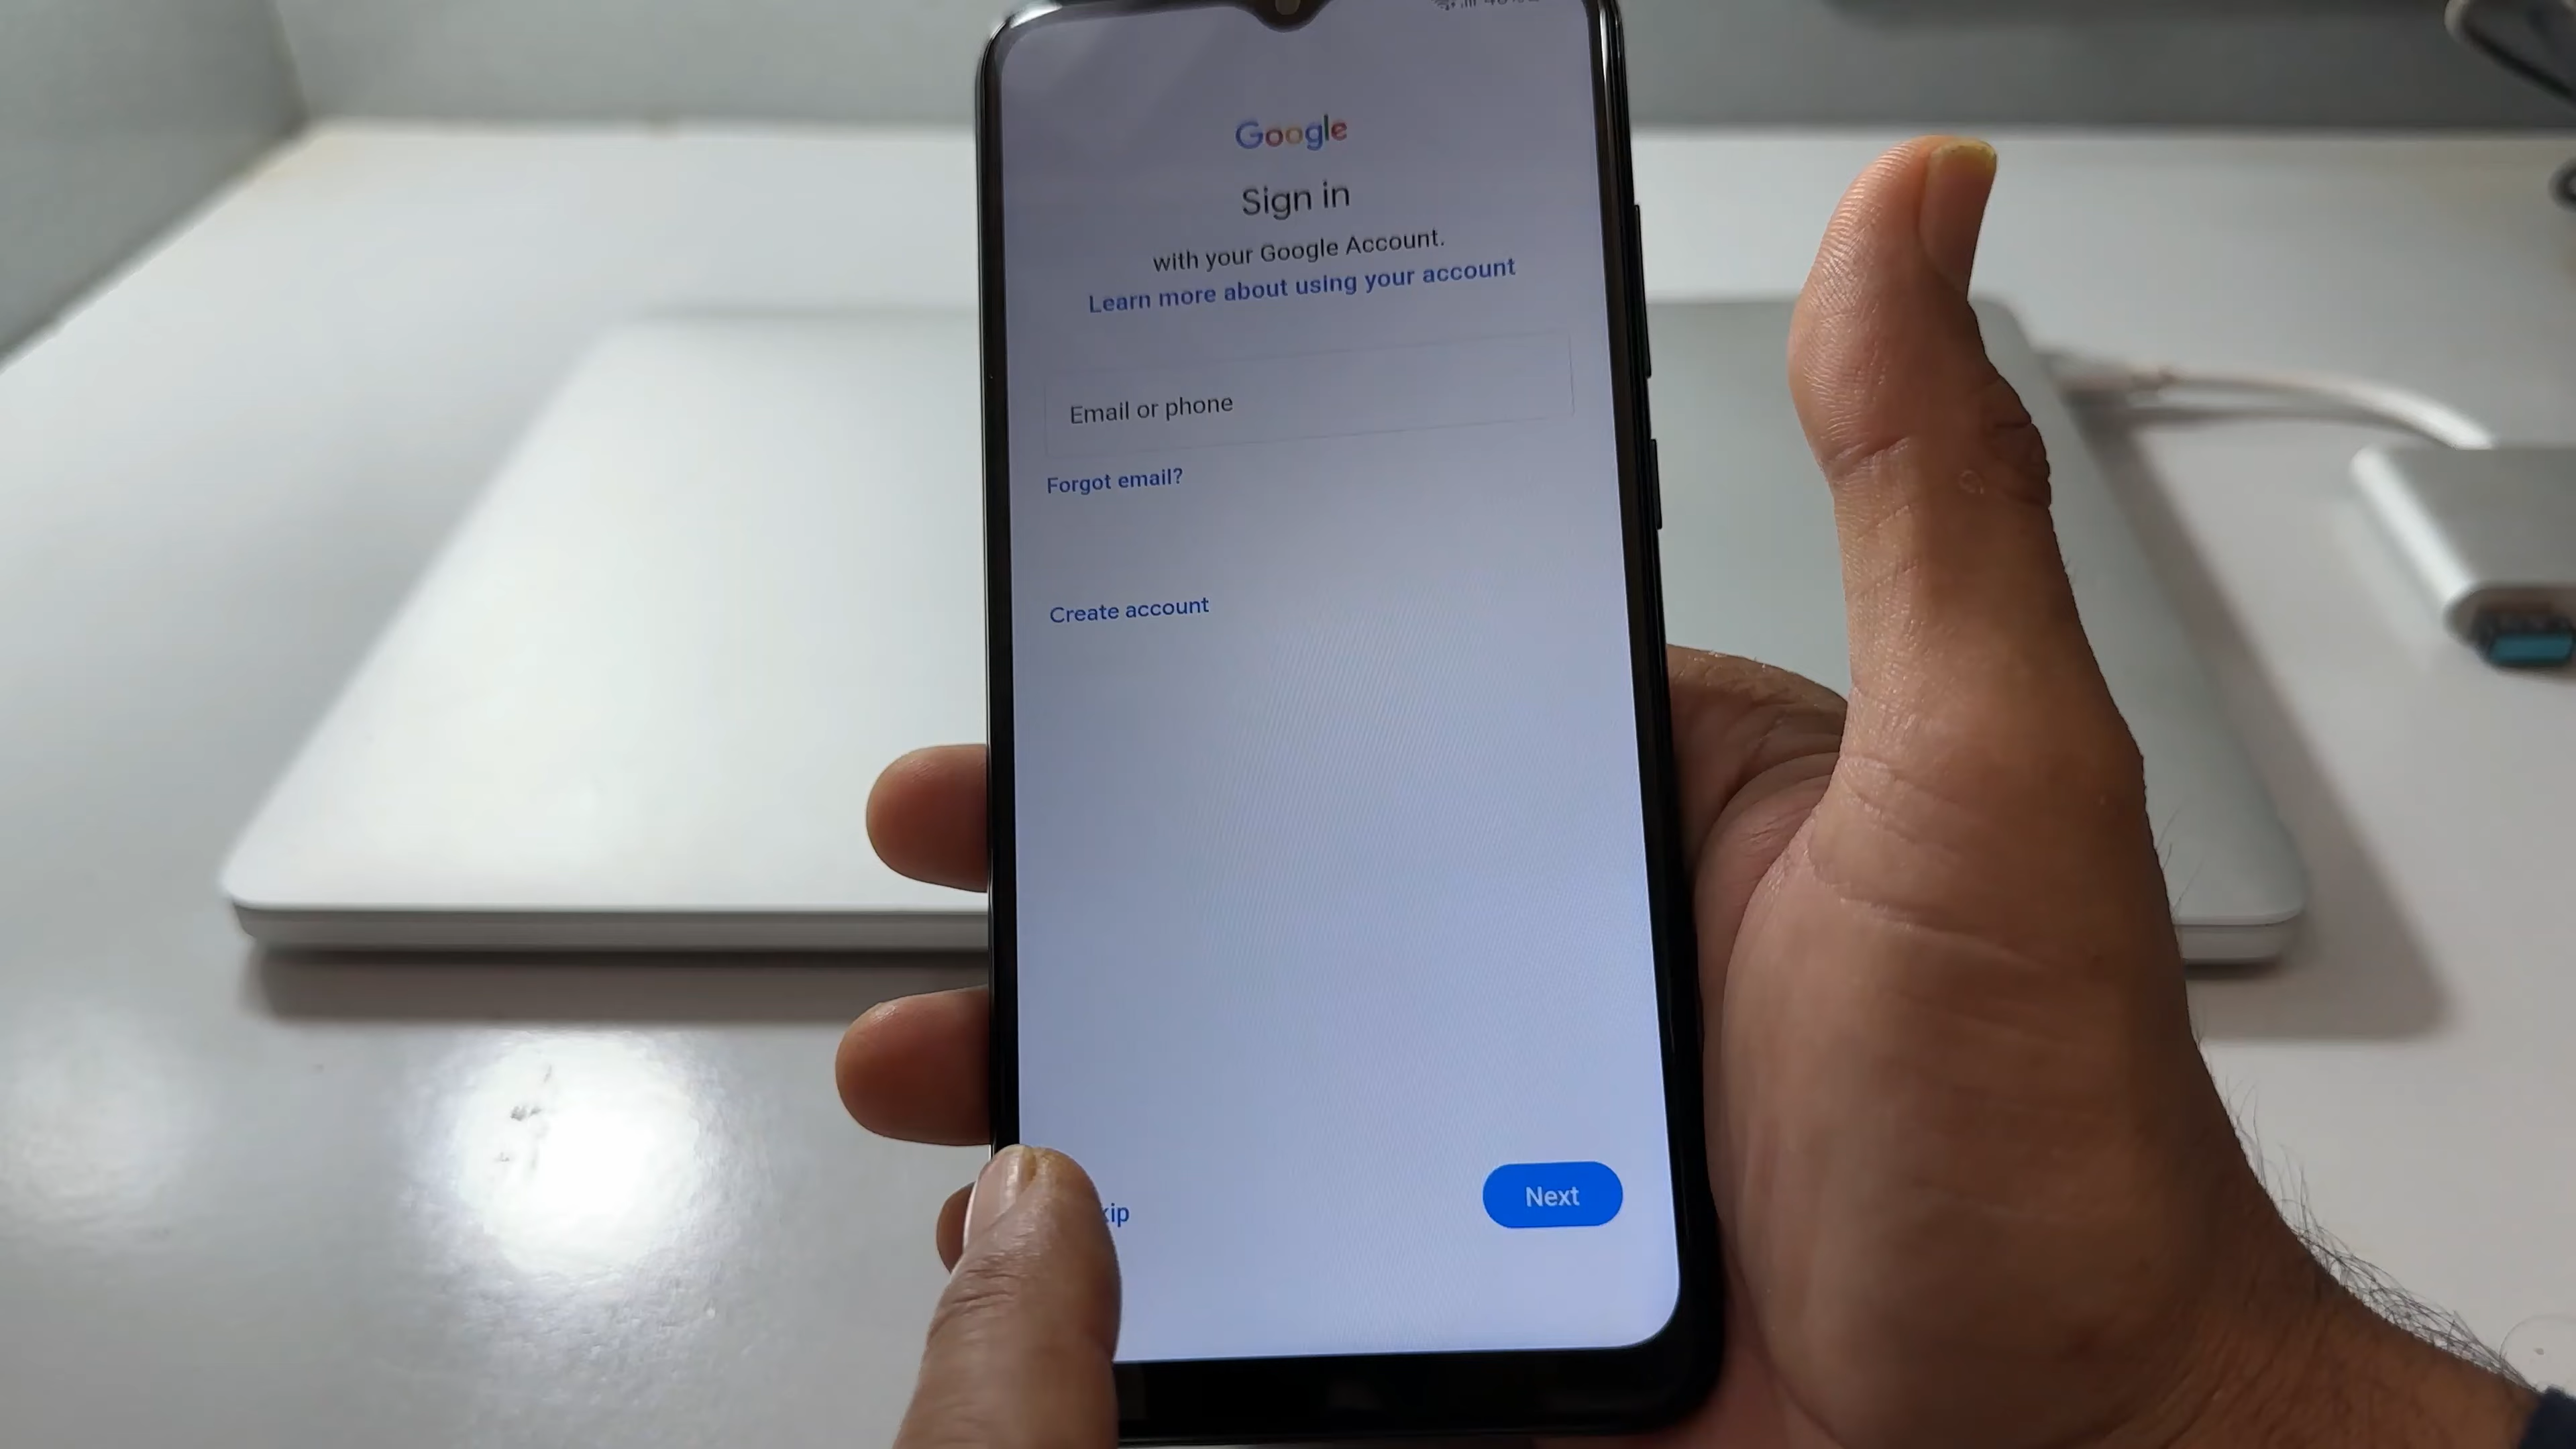 Google
Sign in
with your Google Account.
Learn more about using your account
Email or phone
Forgot email?
Create account
Next